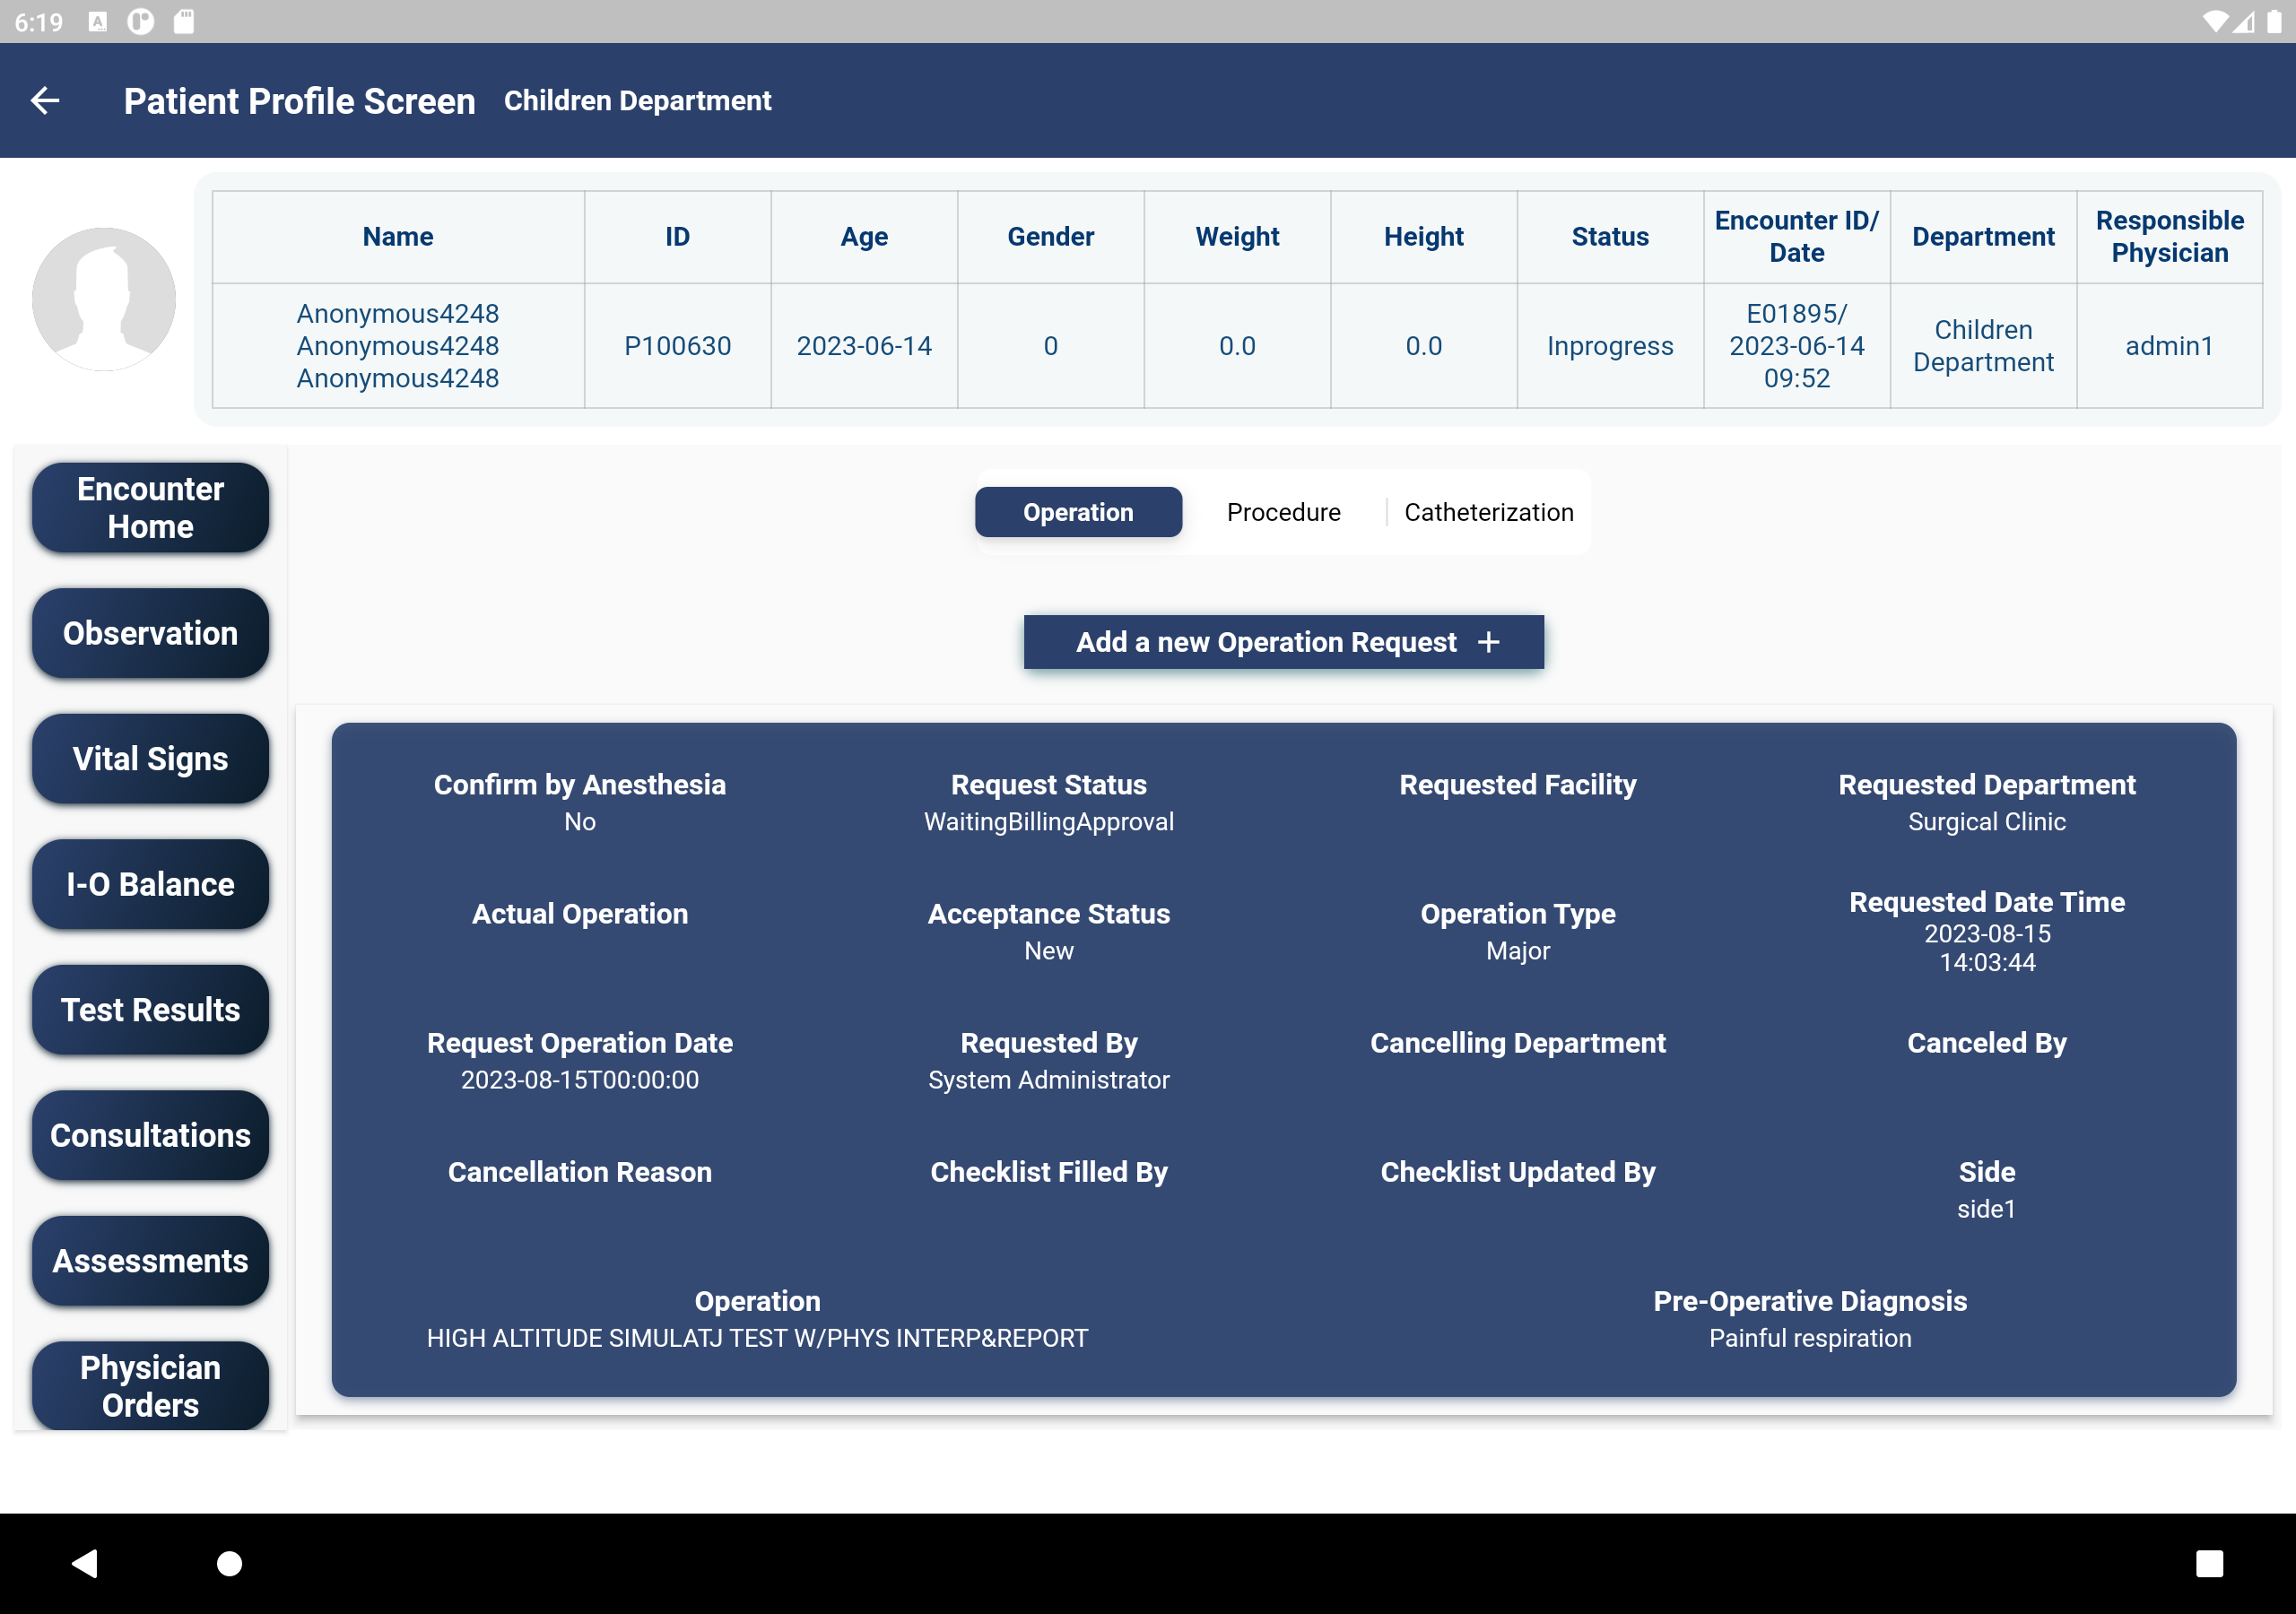 6:19
Patient Profile Screen Children Department
Name ID Age Gender Weight Height Status Encounter ID/ Date Department Responsible Physician
Anonymous4248 Anonymous4248 Anonymous4248 P100630 2023-06-14 0 0.0 0.0 Inprogress E01895/ 2023-06-14 09:52 Children Department admin1
Encounter
Home
Observation
Vital Signs
I-O Balance
Test Results
Consultations
Assessments
Physician
Orders
Operation Procedure Catheterization
Add a new Operation Request +
Confirm by Anesthesia Request Status Requested Facility Requested Department
No WaitingBillingApproval Surgical Clinic
Actual Operation Acceptance Status Operation Type Requested Date Time
New Major 2023-08-15
14:03:44
Request Operation Date Requested By Cancelling Department Canceled By
2023-08-15T00:00:00 System Administrator
Cancellation Reason Checklist Filled By Checklist Updated By Side
side1
Operation Pre-Operative Diagnosis
HIGH ALTITUDE SIMULATJ TEST W/PHYS INTERP&REPORT Painful respiration